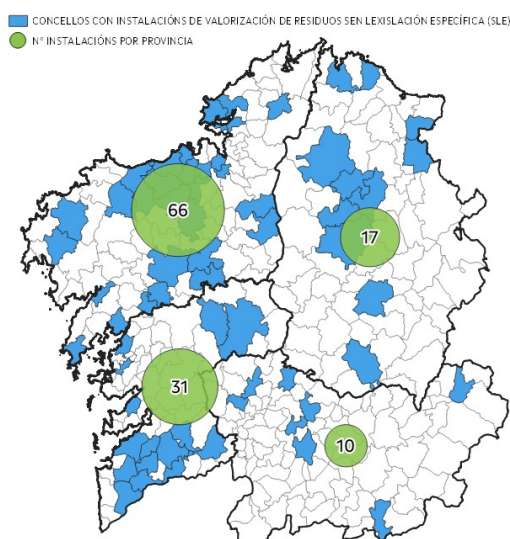 CONCELLOS CON INSTALACIÓNS DE VALORIZACIÓN DE RESIDUOS SEN LEXISLACIÓN ESPECÍFICA (SLE)
Nº INSTALACIÓNS POR PROVINCIA
66
17
31
10